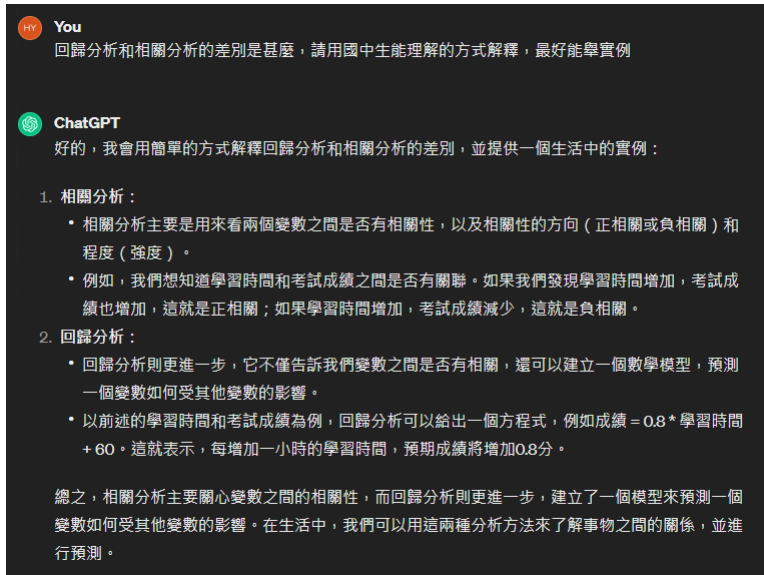 HY You
回歸分析和相關分析的差別是甚麼，請用國中生能理解的方式解釋，最好能舉實例
ChatGPT
好的，我會用簡單的方式解釋回歸分析和相關分析的差別，並提供一個生活中的實例：
1. 相關分析：
• 相關分析主要是用來看兩個變數之間是否有相關性，以及相關性的方向（正相關或負相關）和
程度（強度）。
• 例如，我們想知道學習時間和考試成績之間是否有關聯。如果我們發現學習時間增加，考試成
績也增加，這就是正相關；如果學習時間增加，考試成績減少，這就是負相關。
2. 回歸分析：
• 回歸分析則更進一步，它不僅告訴我們變數之間是否有相關，還可以建立一個數學模型，預測
一個變數如何受其他變數的影響。
• 以前述的學習時間和考試成績為例，回歸分析可以給出一個方程式，例如成績 = 0.8 * 學習時間
+ 60。這就表示，每增加一小時的學習時間，預期成績將增加0.8分。
總之，相關分析主要關心變數之間的相關性，而回歸分析則更進一步，建立了一個模型來預測一個
變數如何受其他變數的影響。在生活中，我們可以用這兩種分析方法來了解事物之間的關係，並進
行預測。